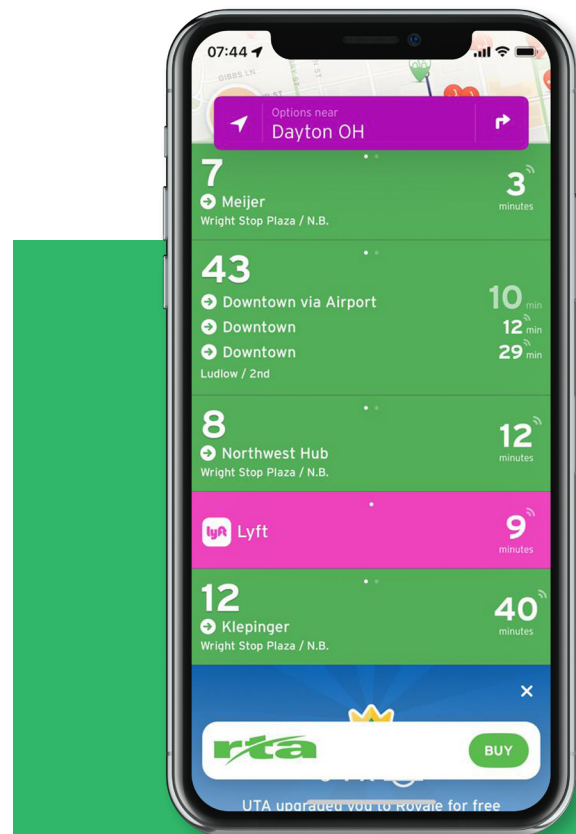 07:44
GIBBS LN
Options near
Dayton OH
7
3
Meijer
minutes
Wright Stop Plaza / N.B.
43
Downtown via Airport
10 min
Downtown
12 min
Downtown
29 min
Ludlow / 2nd
8
12
Northwest Hub
minutes
Wright Stop Plaza / N.B.
lyft
Lyft
9
minutes
12
40
Klepinger
minutes
Wright Stop Plaza / N.B.
rta
BUY
UTA upgraded you to Royale for free